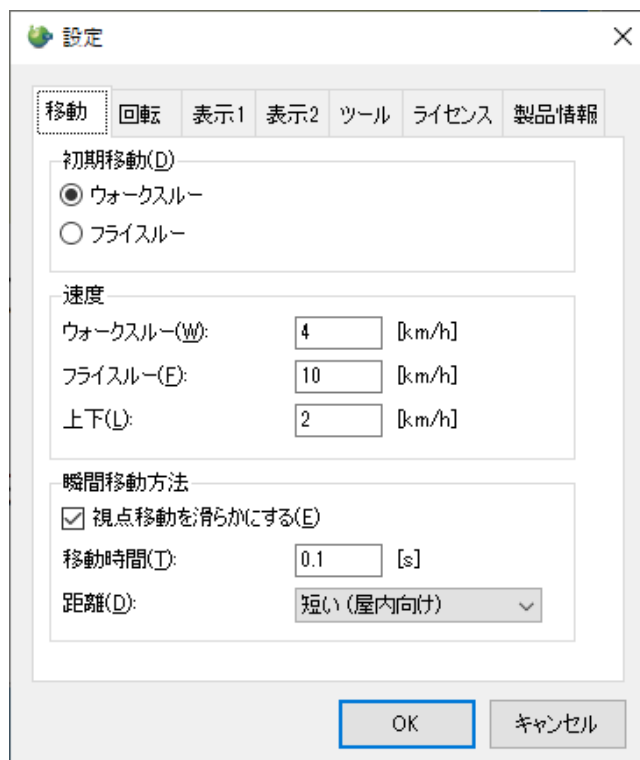 設定
移動 回転 表示1 表示2 ツール ライセンス 製品情報
初期移動(D)
ウォークスルー
フライスルー
速度
ウォークスルー(W): 4 [km/h]
フライスルー(F): 10 [km/h]
上下(L): 2 [km/h]
瞬間移動方法
視点移動を滑らかにする(E)
移動時間(T): 0.1 [s]
距離(D): 短い (屋内向け)
OK キャンセル